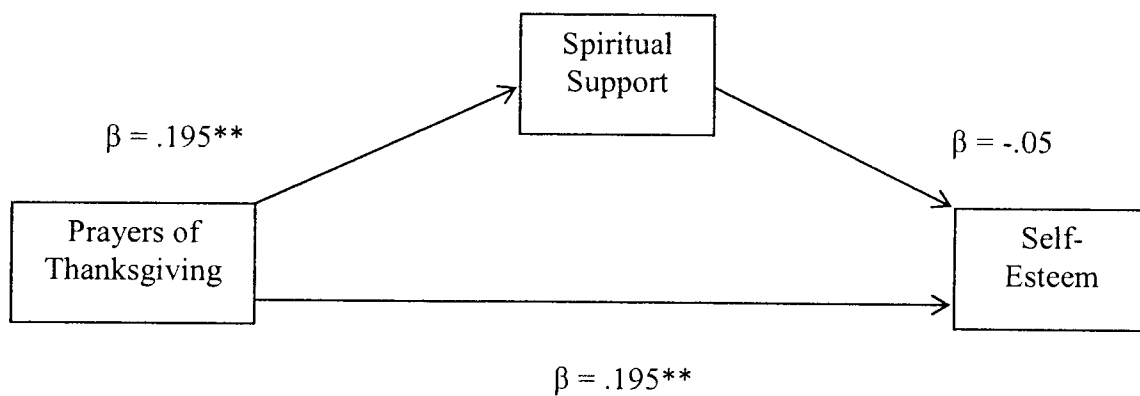 Spiritual
Support
β = .195**
β = -.05
Prayers of
Thanksgiving
Self-
Esteem
β = .195**